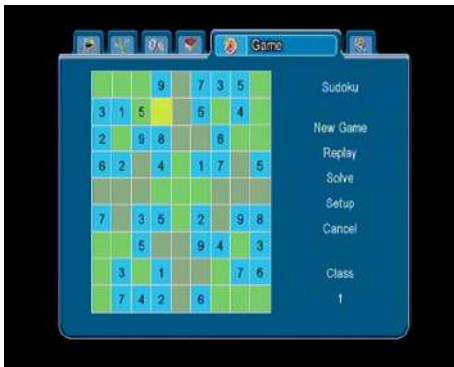 Game
9 7 3 5
3 1 5 5 4
2 9 8 6
6 2 4 1 7 5
7 3 5 2 9 8
5 9 4 3
3 1 7 6
7 4 2 6
Sudoku
New Game
Replay
Solve
Setup
Cancel
Class
1